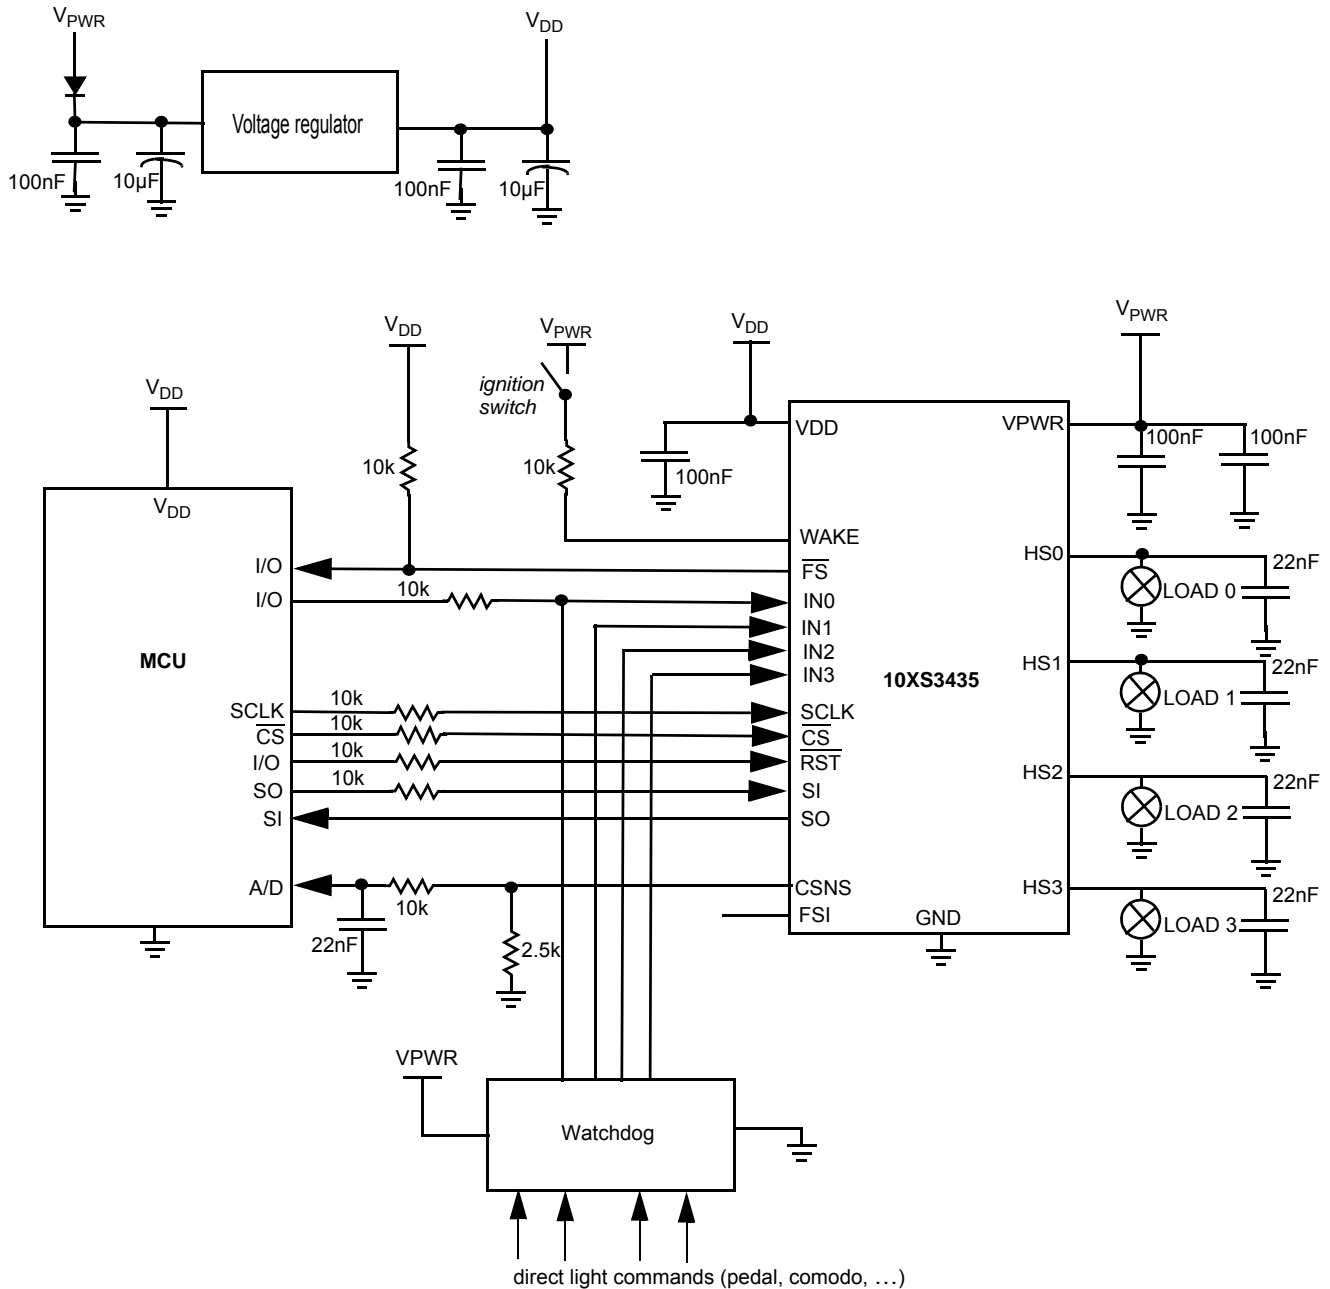 VPWR
VDD
Voltage regulator
100nF
10µF
100nF
10µF
VDD
VPWR
VDD
VPWR
ignition
switch
VDD
10k
10k
100nF
VDD
VPWR
100nF
100nF
VDD
WAKE
I/O
FS
HS0
22nF
10k
I/O
IN0
LOAD 0
IN1
IN2
IN3
MCU
10XS3435
HS1
22nF
LOAD 1
10k
SCLK
SCLK
10k
CS
CS
10k
I/O
RST
10k
SO
SI
SI
SO
HS2
22nF
LOAD 2
A/D
10k
CSNS
FSI
GND
HS3
22nF
LOAD 3
22nF
2.5k
VPWR
Watchdog
direct light commands (pedal, comodo, …)